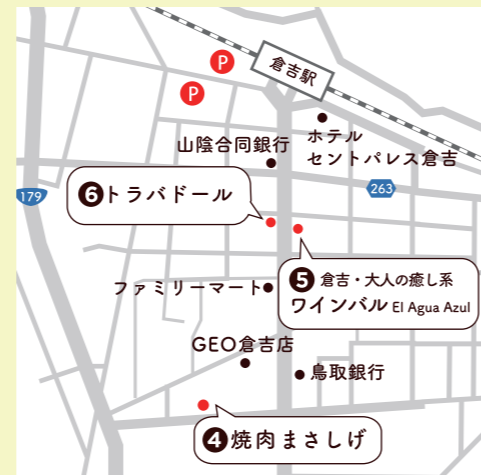 P
P
倉吉駅
ホテル
セントパレス倉吉
山陰合同銀行
❻トラバドール
179
263
❺ 倉吉・大人の癒し系
ワインバル El Agua Azul
ファミリーマート
GEO倉吉店
鳥取銀行
❹焼肉まさしげ